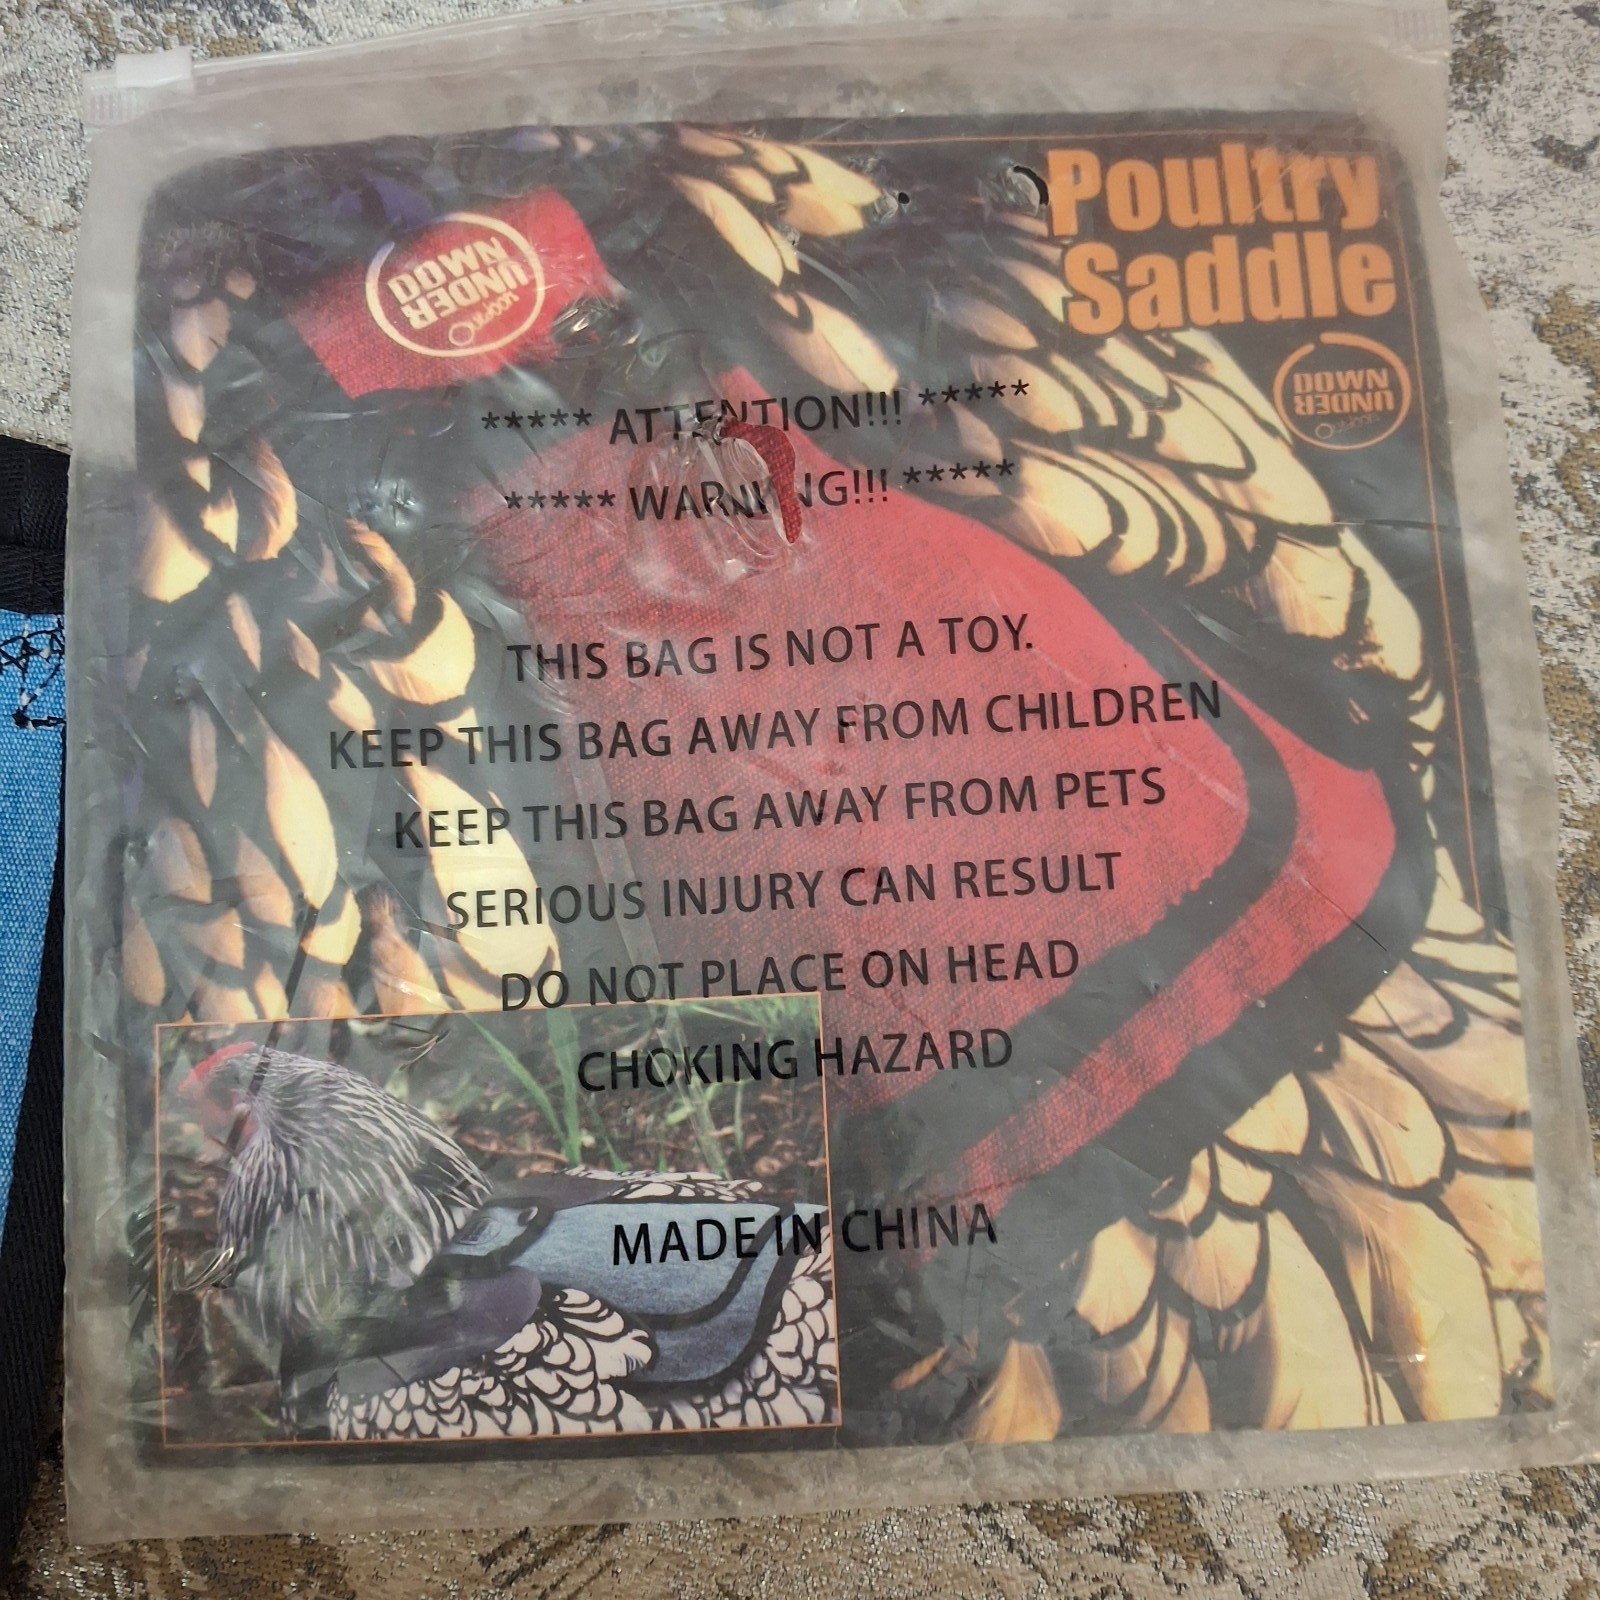 Poultry
Saddle
DOWN
UNDER
DOWN
UNDER
***** ATTENTION!!! *****
***** WARNING!!! *****
THIS BAG IS NOT A TOY.
KEEP THIS BAG AWAY FROM CHILDREN
KEEP THIS BAG AWAY FROM PETS
SERIOUS INJURY CAN RESULT
DO NOT PLACE ON HEAD
CHOKING HAZARD
MADE IN CHINA